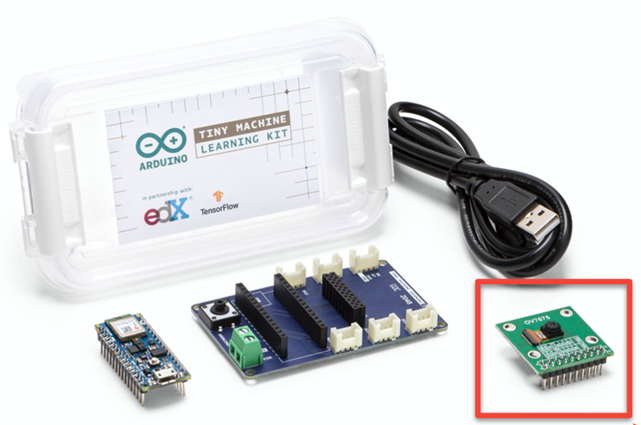 TINY MACHINE
LEARNING KIT
ARDUINO
In partnership with:
edX
TensorFlow
OV7675